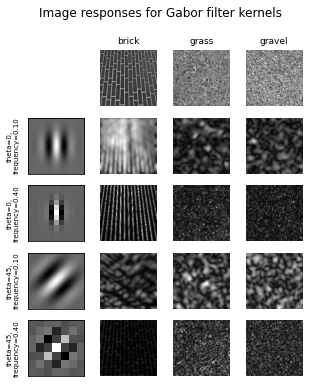 Image responses for Gabor filter kernels
brick grass gravel
theta=0,
frequency=0.10
theta=0,
frequency=0.40
theta=45,
frequency=0.10
theta=45,
frequency=0.40